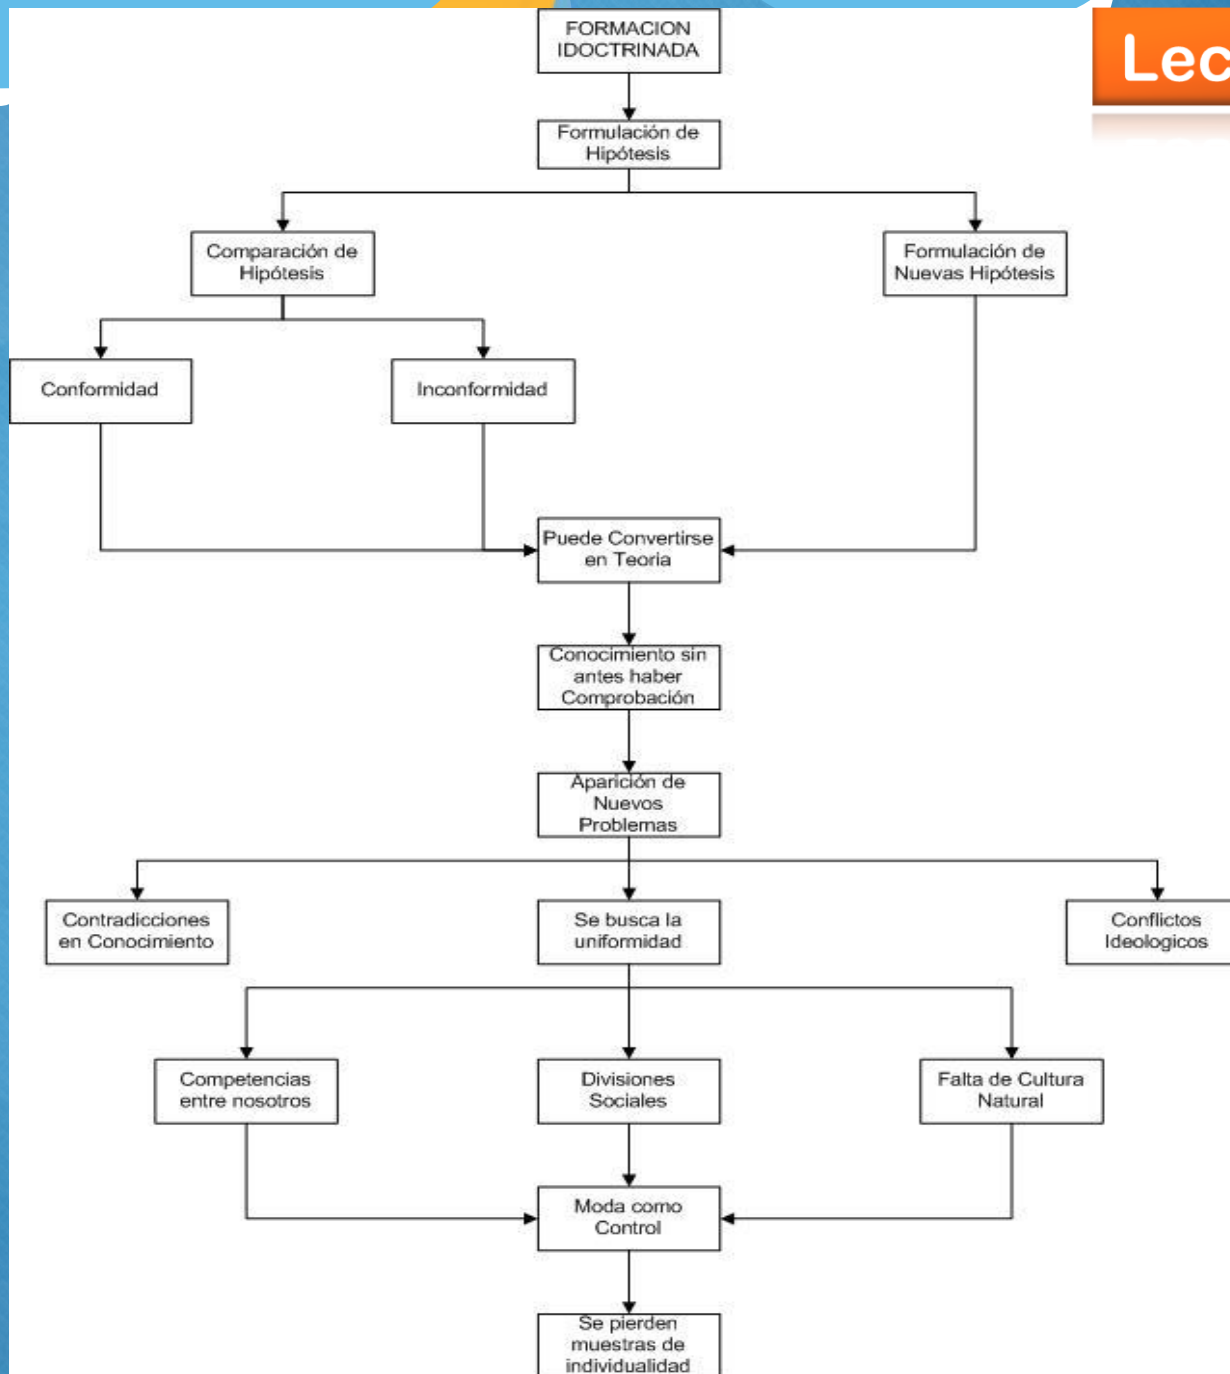 FORMACION
IDOCTRINADA
Lec
Formulación de
Hipótesis
Comparación de
Hipótesis
Formulación de
Nuevas Hipótesis
Conformidad
Inconformidad
Puede Convertirse
en Teoria
Conocimiento sin
antes haber
Comprobación
Aparición de
Nuevos
Problemas
Contradicciones
en Conocimiento
Se busca la
uniformidad
Conflictos
Ideologicos
Competencias
entre nosotros
Divisiones
Sociales
Falta de Cultura
Natural
Moda como
Control
Se pierden
muestras de
individualidad